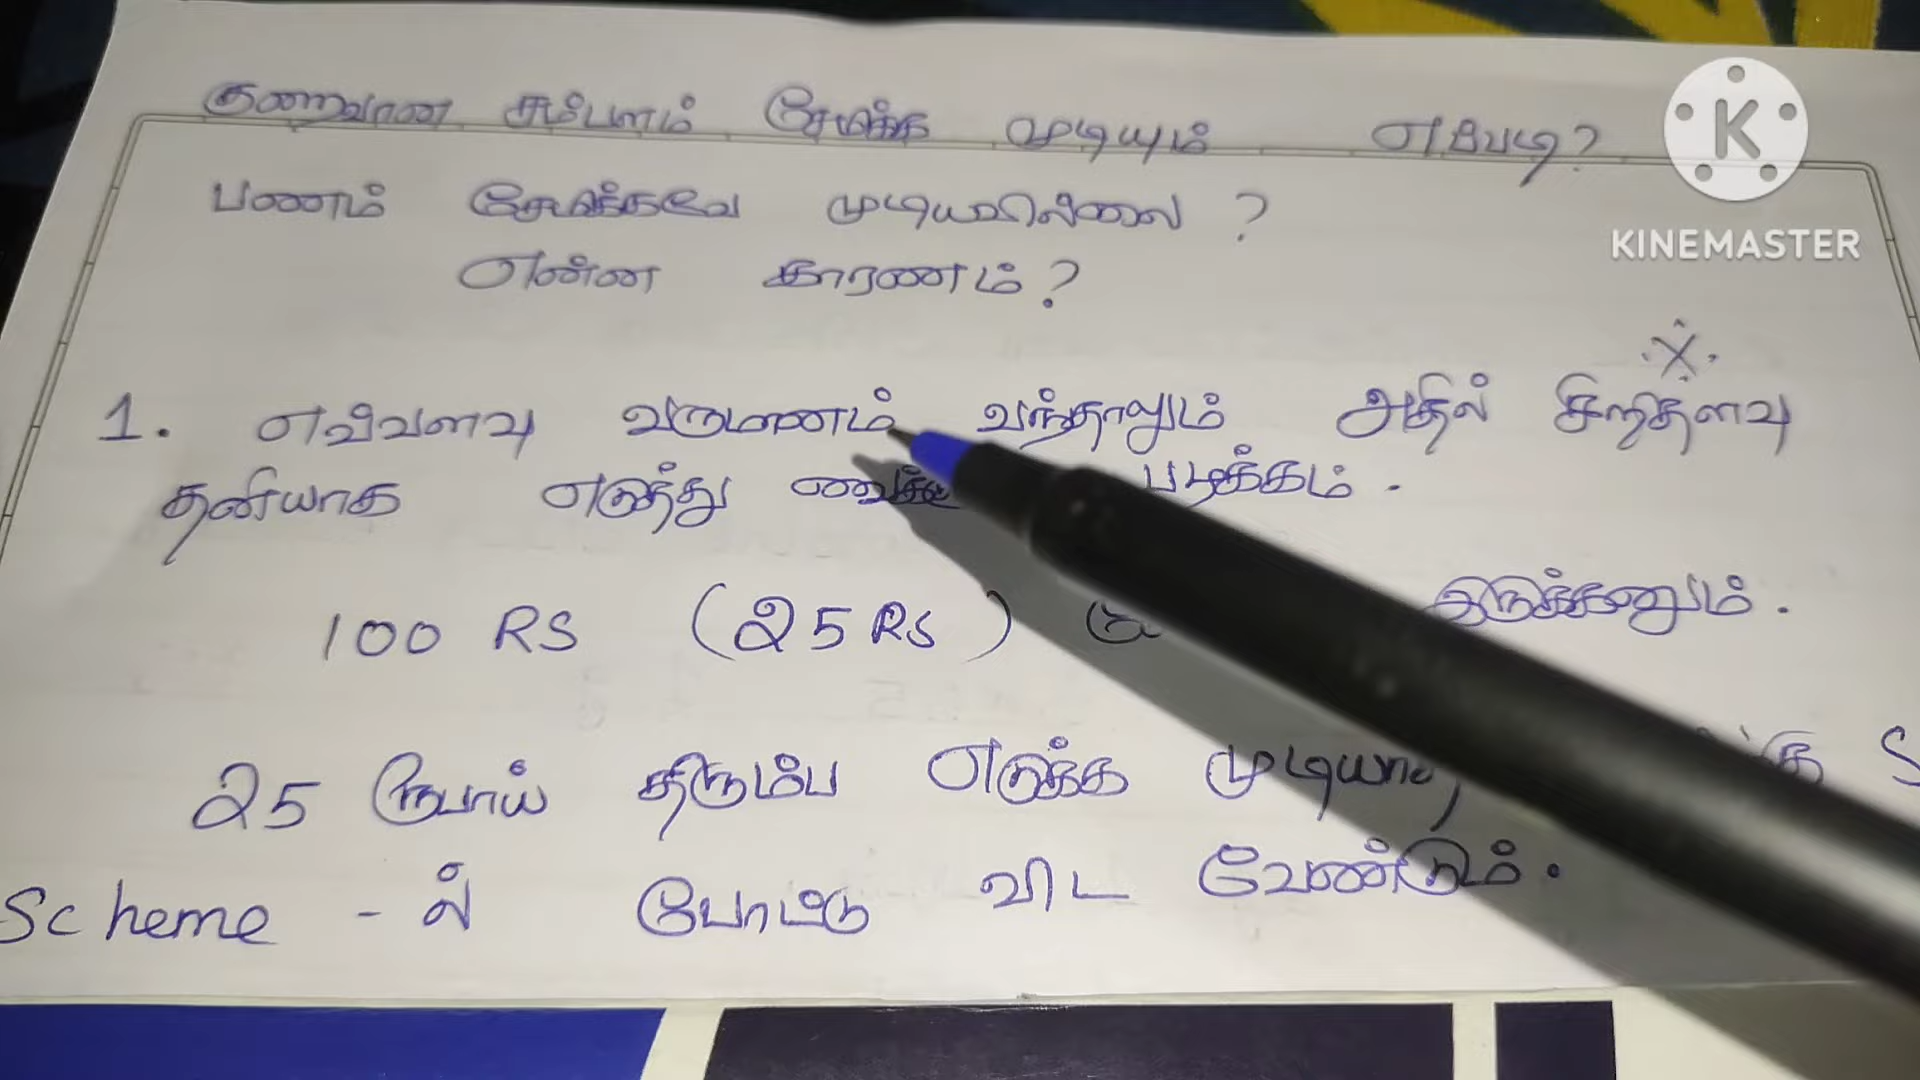 குறைவான சம்பளம் சேமிக்க முடியும் எப்படி?
பணம் சேமிக்கவே முடியவில்லை?
என்ன காரணம்?
1. எவ்வளவு வருமானம் வந்தாலும் அதில் சிறிதளவு
தனியாக எடுத்து பழக்கம்.
100 RS (25 RS) இருக்கணும்.
25 ரூபாய் திரும்ப எடுக்க
Scheme - ல் போட்டு விட வேண்டும்.
KINEMASTER